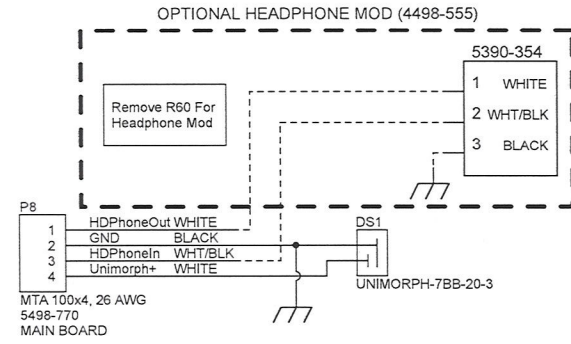 OPTIONAL HEADPHONE MOD (4498-555)
5390-354
1 WHITE
2 WHT/BLK
3 BLACK
Remove R60 For
Headphone Mod
P8
1 HDPhoneOut WHITE
2 GND BLACK
3 HDPhoneIn WHT/BLK
4 Unimorph+ WHITE
DS1
UNIMORPH-7BB-20-3
MTA 100x4, 26 AWG
5498-770
MAIN BOARD